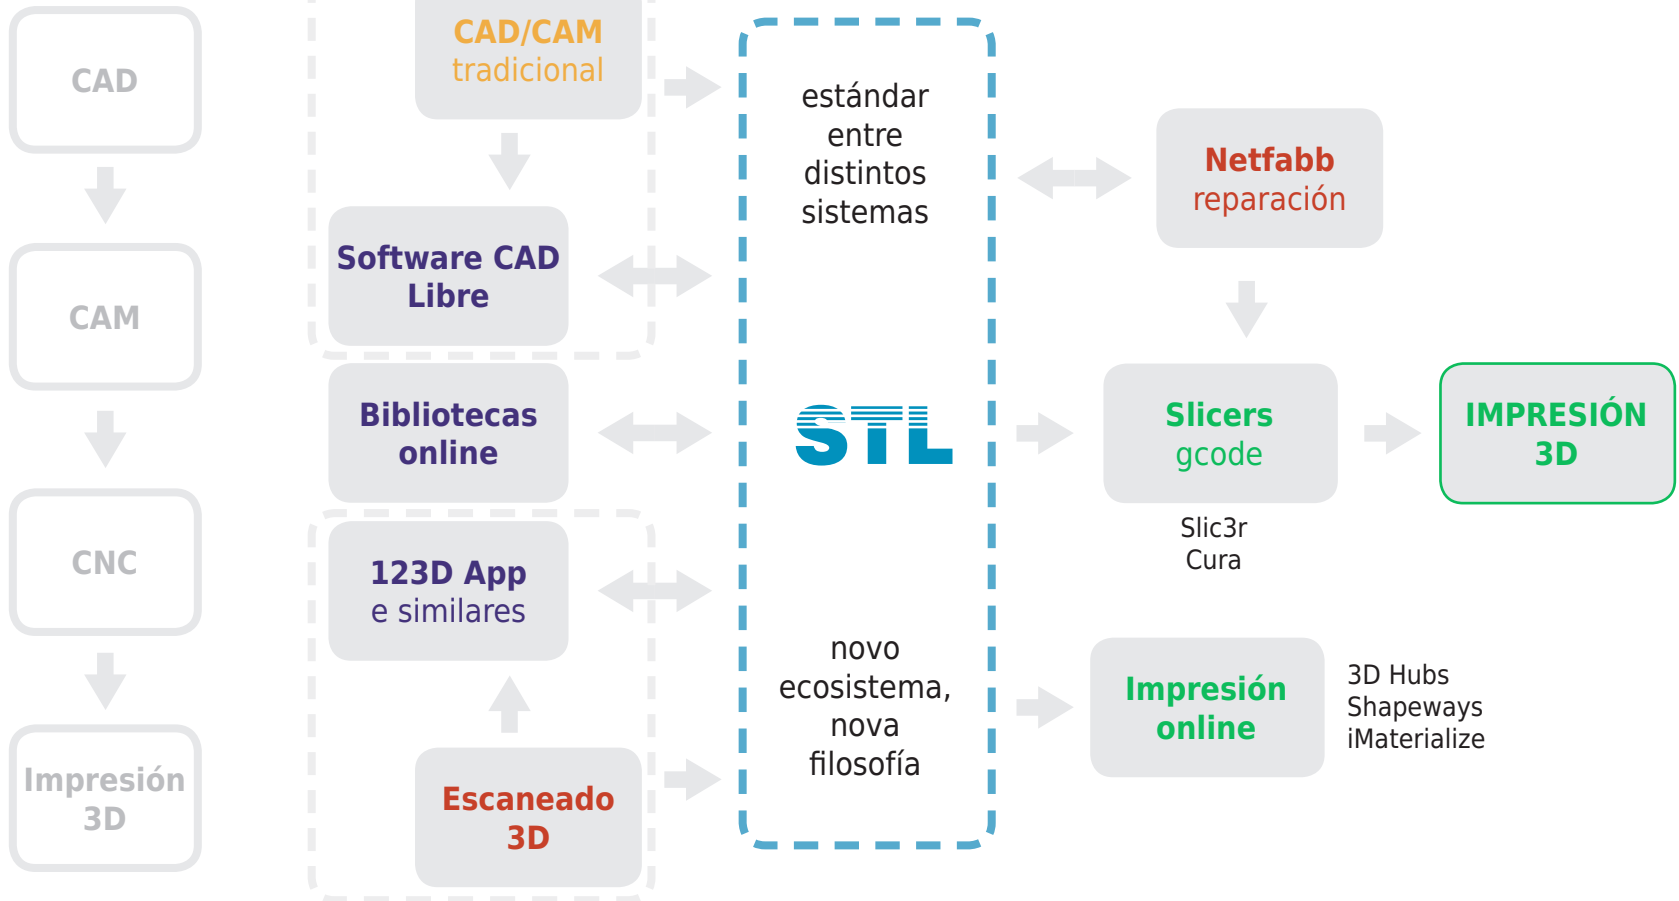 CAD
CAM
CNC
Impresión
3D
CAD/CAM
tradicional
Software CAD
Libre
Bibliotecas
online
123D App
e similares
Escaneado
3D
estándar
entre
distintos
sistemas
STL
novo
ecosistema,
nova
filosofía
Netfabb
reparación
Slicers
gcode
Slic3r
Cura
IMPRESIÓN
3D
Impresión
online
3D Hubs
Shapeways
iMaterialize